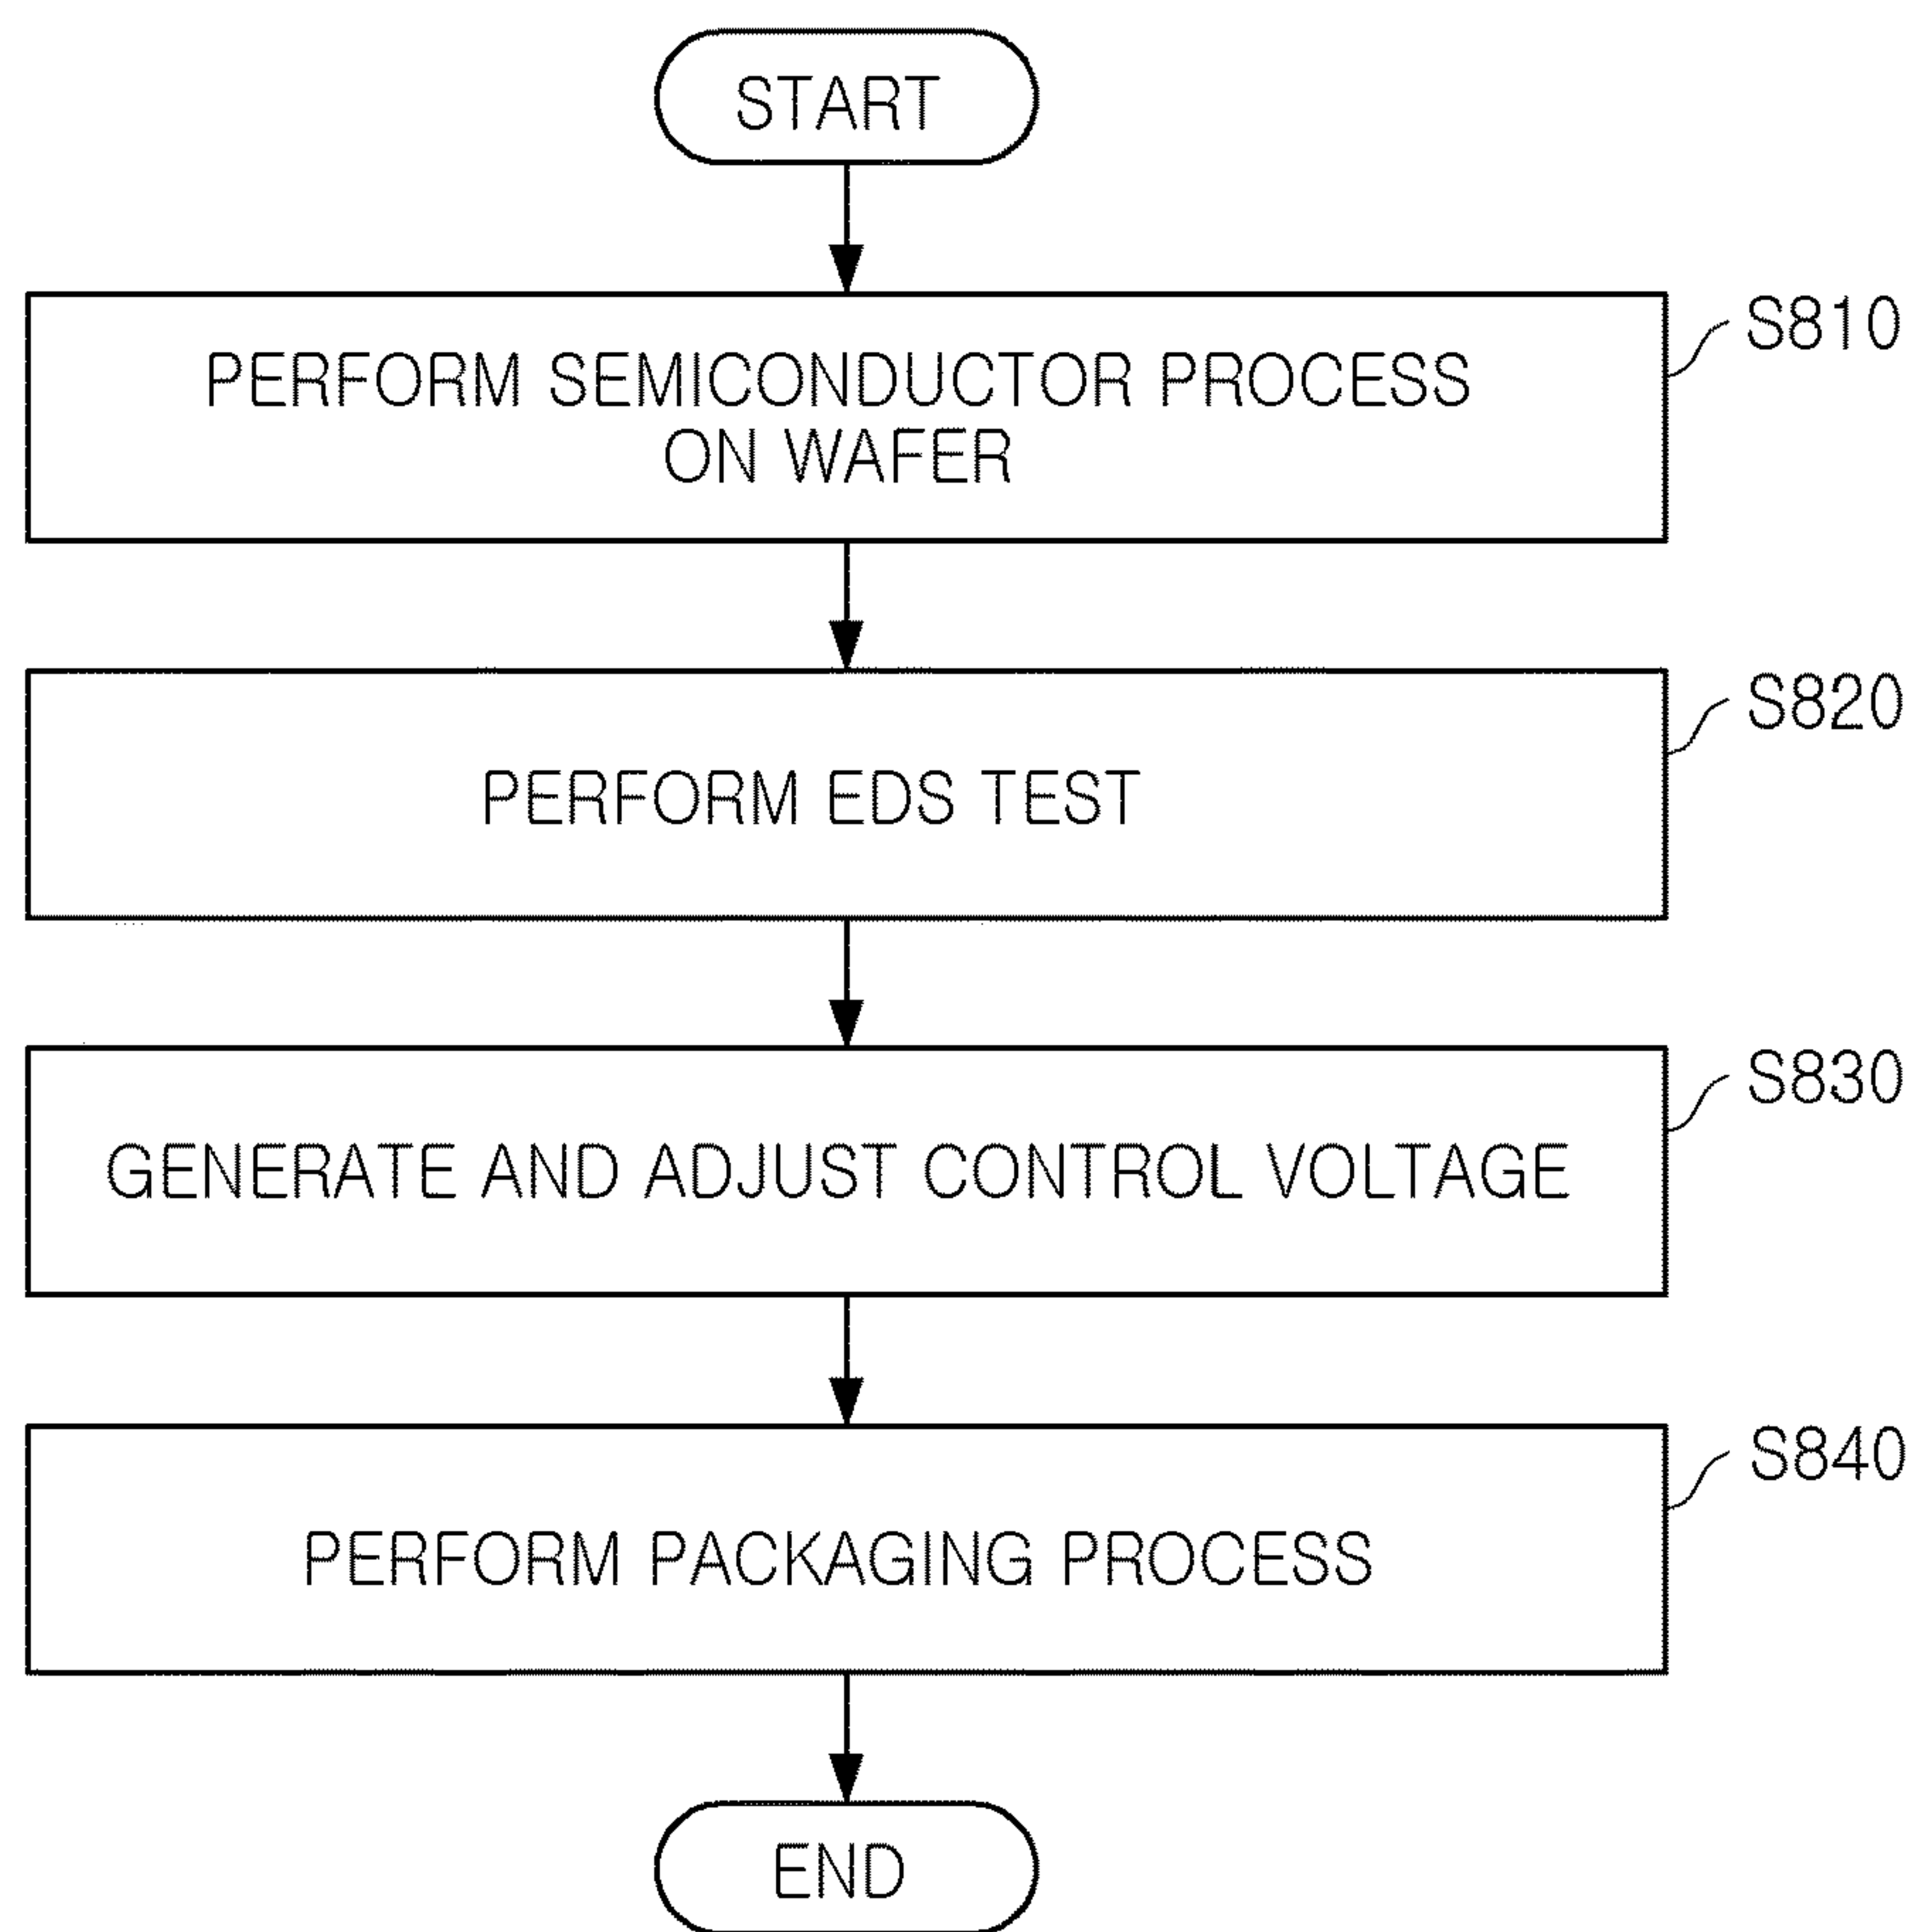 START
PERFORM SEMICONDUCTOR PROCESS
ON WAFER
S810
PERFORM EDS TEST
S820
GENERATE AND ADJUST CONTROL VOLTAGE
S830
PERFORM PACKAGING PROCESS
S840
END